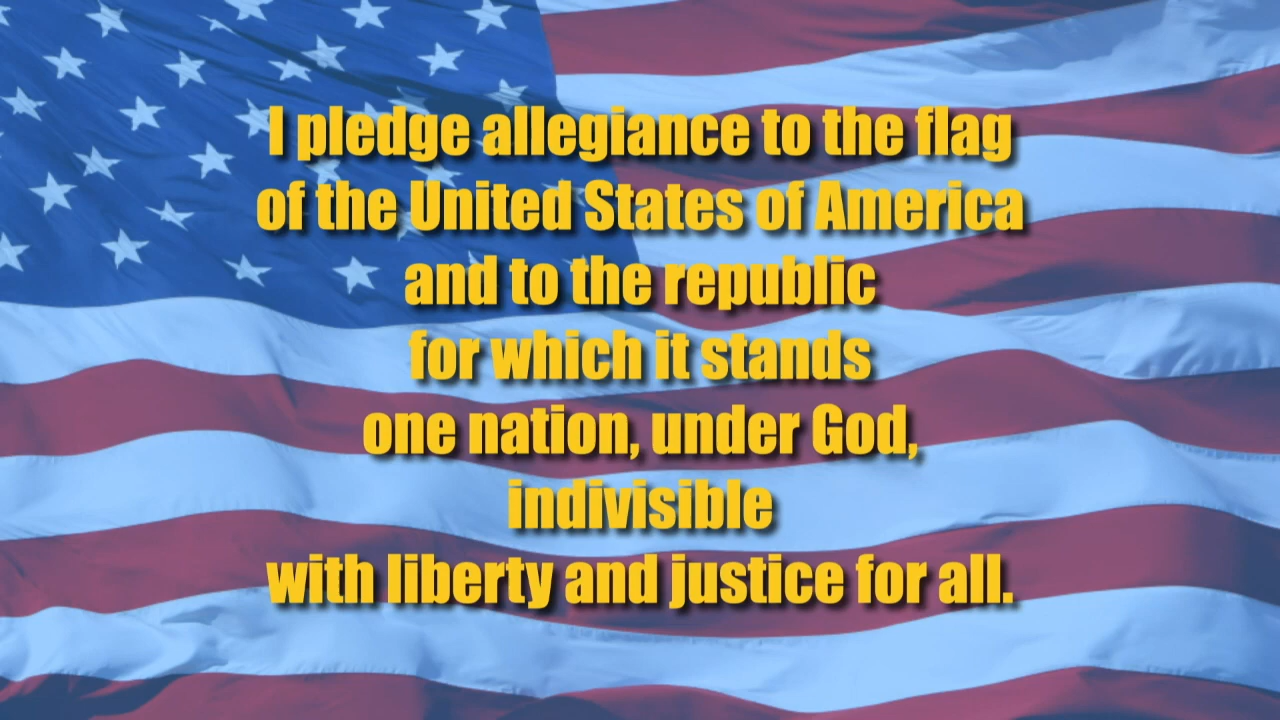 I pledge allegiance to the flag
of the United States of America
and to the republic
for which it stands
one nation, under God,
indivisible
with liberty and justice for all.